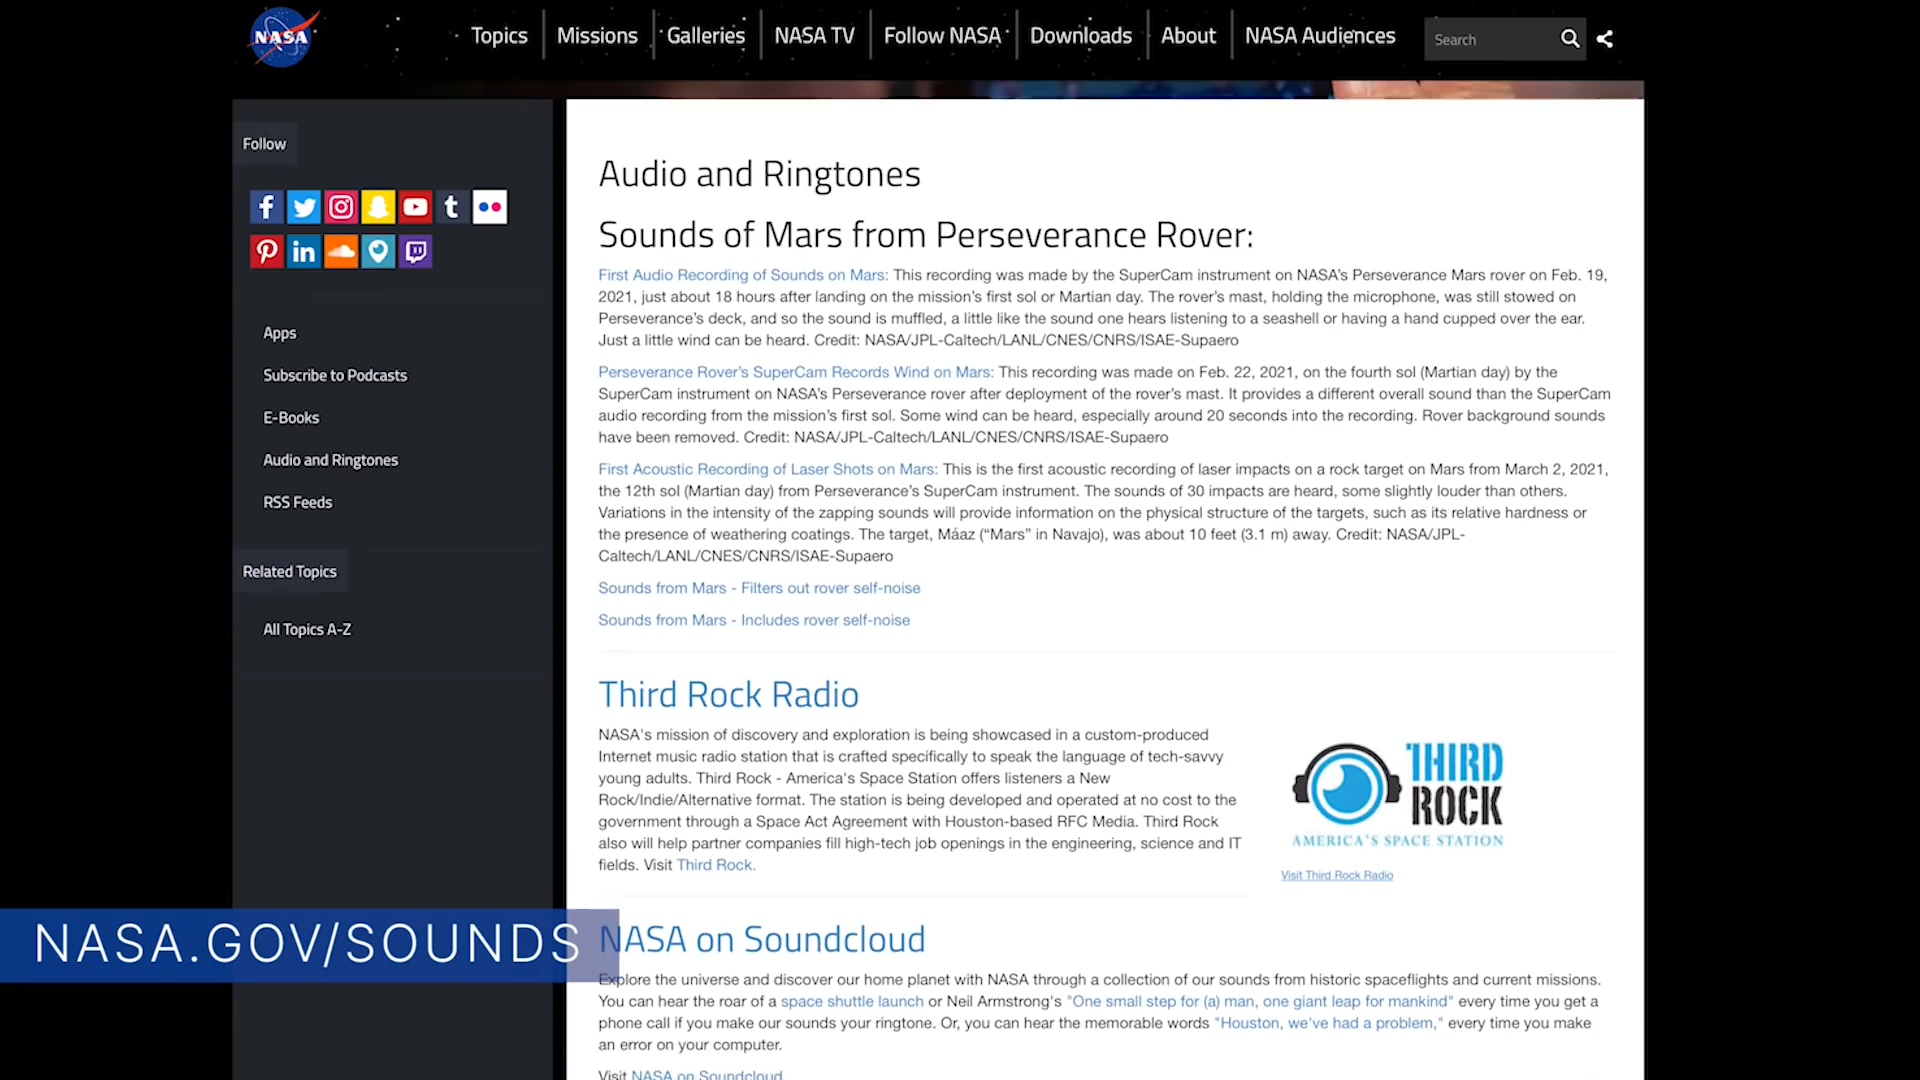 NASA
Topics
Missions
Galleries
NASA TV
Follow NASA
Downloads
About
NASA Audiences
Search
Follow
Apps
Subscribe to Podcasts
E-Books
Audio and Ringtones
RSS Feeds
Related Topics
All Topics A-Z
Audio and Ringtones
Sounds of Mars from Perseverance Rover:
First Audio Recording of Sounds on Mars: This recording was made by the SuperCam instrument on NASA's Perseverance Mars rover on Feb. 19,
2021, just about 18 hours after landing on the mission's first sol or Martian day. The rover's mast, holding the microphone, was still stowed on
Perseverance's deck, and so the sound is muffled, a little like the sound one hears listening to a seashell or having a hand cupped over the ear.
Just a little wind can be heard. Credit: NASA/JPL-Caltech/LANL/CNES/CNRS/ISAE-Supaero
Perseverance Rover's SuperCam Records Wind on Mars: This recording was made on Feb. 22, 2021, on the fourth sol (Martian day) by the
SuperCam instrument on NASA's Perseverance rover after deployment of the rover's mast. It provides a different overall sound than the SuperCam
audio recording from the mission's first sol. Some wind can be heard, especially around 20 seconds into the recording. Rover background sounds
have been removed. Credit: NASA/JPL-Caltech/LANL/CNES/CNRS/ISAE-Supaero
First Acoustic Recording of Laser Shots on Mars: This is the first acoustic recording of laser impacts on a rock target on Mars from March 2, 2021,
the 12th sol (Martian day) from Perseverance's SuperCam instrument. The sounds of 30 impacts are heard, some slightly louder than others.
Variations in the intensity of the zapping sounds will provide information on the physical structure of the targets, such as its relative hardness or
the presence of weathering coatings. The target, Máaz (“Mars” in Navajo), was about 10 feet (3.1 m) away. Credit: NASA/JPL-
Caltech/LANL/CNES/CNRS/ISAE-Supaero
Sounds from Mars - Filters out rover self-noise
Sounds from Mars - Includes rover self-noise
Third Rock Radio
NASA's mission of discovery and exploration is being showcased in a custom-produced
Internet music radio station that is crafted specifically to speak the language of tech-savvy
young adults. Third Rock - America's Space Station offers listeners a New
Rock/Indie/Alternative format. The station is being developed and operated at no cost to the
government through a Space Act Agreement with Houston-based RFC Media. Third Rock
also will help partner companies fill high-tech job openings in the engineering, science and IT
fields. Visit Third Rock.
THIRD
ROCK
AMERICA'S SPACE STATION
Visit Third Rock Radio
NASA.GOV/SOUNDS
NASA on Soundcloud
Explore the universe and discover our home planet with NASA through a collection of our sounds from historic spaceflights and current missions.
You can hear the roar of a space shuttle launch or Neil Armstrong's "One small step for (a) man, one giant leap for mankind" every time you get a
phone call if you make our sounds your ringtone. Or, you can hear the memorable words "Houston, we've had a problem," every time you make
an error on your computer.
Visit NASA on Soundcloud.